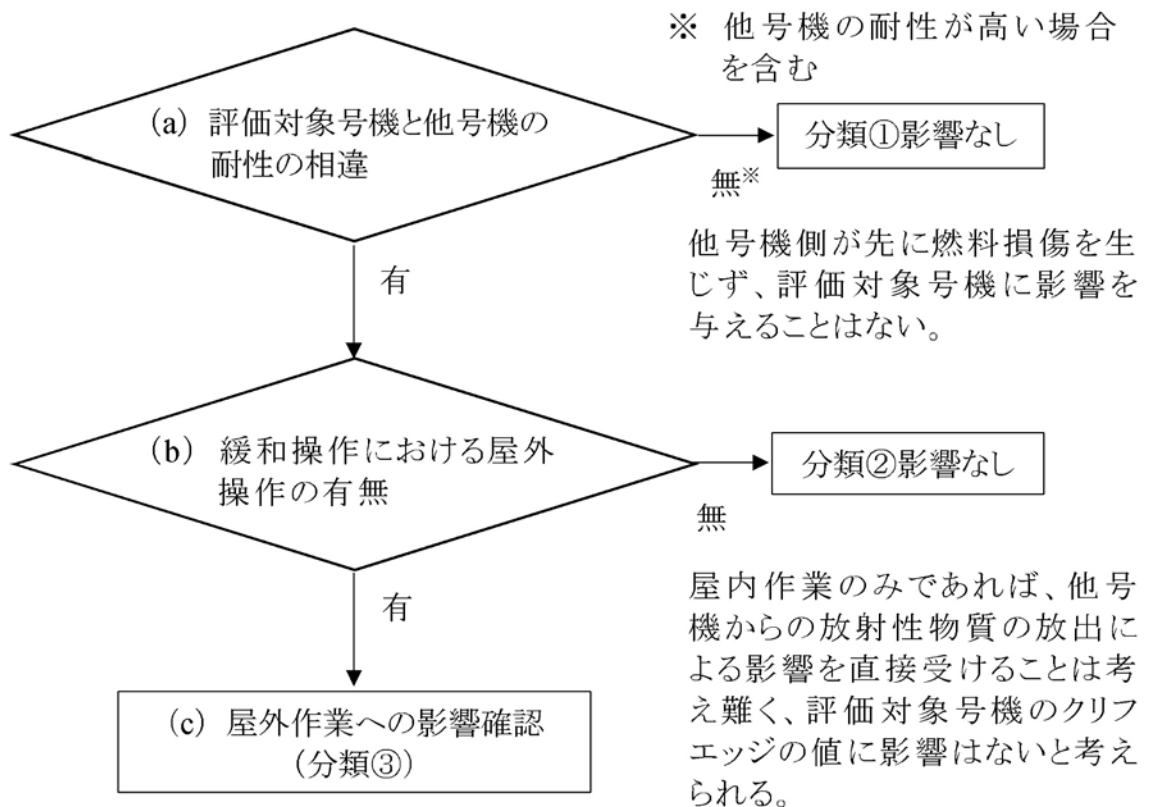 ※ 他号機の耐性が高い場合
を含む
(a) 評価対象号機と他号機の
耐性の相違
分類①影響なし
無※
他号機側が先に燃料損傷を生
じず、評価対象号機に影響を
与えることはない。
有
(b) 緩和操作における屋外
操作の有無
分類②影響なし
無
屋内作業のみであれば、他号
機からの放射性物質の放出に
よる影響を直接受けることは考
え難く、評価対象号機のクリフ
エッジの値に影響はないと考え
られる。
有
(c) 屋外作業への影響確認
（分類③）